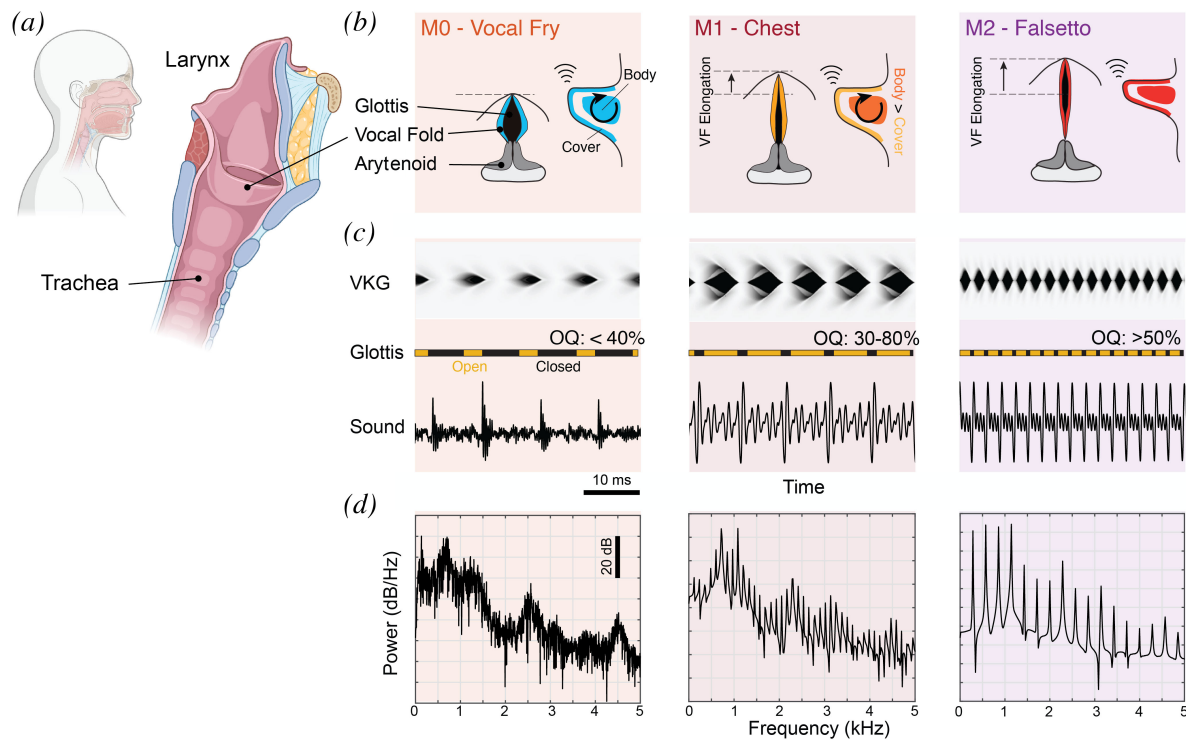 (a)
Larynx
Trachea
(b)
M0 - Vocal Fry
Glottis
Vocal Fold
Arytenoid
Body
Cover
M1 - Chest
VF Elongation
Body < Cover
M2 - Falsetto
VF Elongation
(c)
VKG
Glottis
OQ: < 40%
OQ: 30-80%
OQ: >50%
Open
Closed
Sound
10 ms
Time
(d)
Power (dB/Hz)
20 dB
0 1 2 3 4 5
0 1 2 3 4 5
0 1 2 3 4 5
Frequency (kHz)